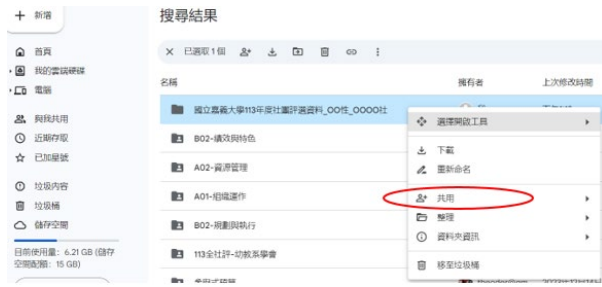 新增
搜尋結果
已選取 1 個
首頁
我的雲端硬碟
電腦
與我共用
近期存取
已加星號
垃圾內容
垃圾桶
儲存空間
目前使用量：6.21 GB (儲存
空間配額：15 GB)
名稱
擁有者
上次修改時間
國立嘉義大學113年度社團評選資料_OO性_OOOO社
B02-績效與特色
A02-資源管理
A01-組織運作
B02-規劃與執行
113全社評-幼教系學會
選擇開啟工具
下載
重新命名
共用
整理
資料夾資訊
移至垃圾桶